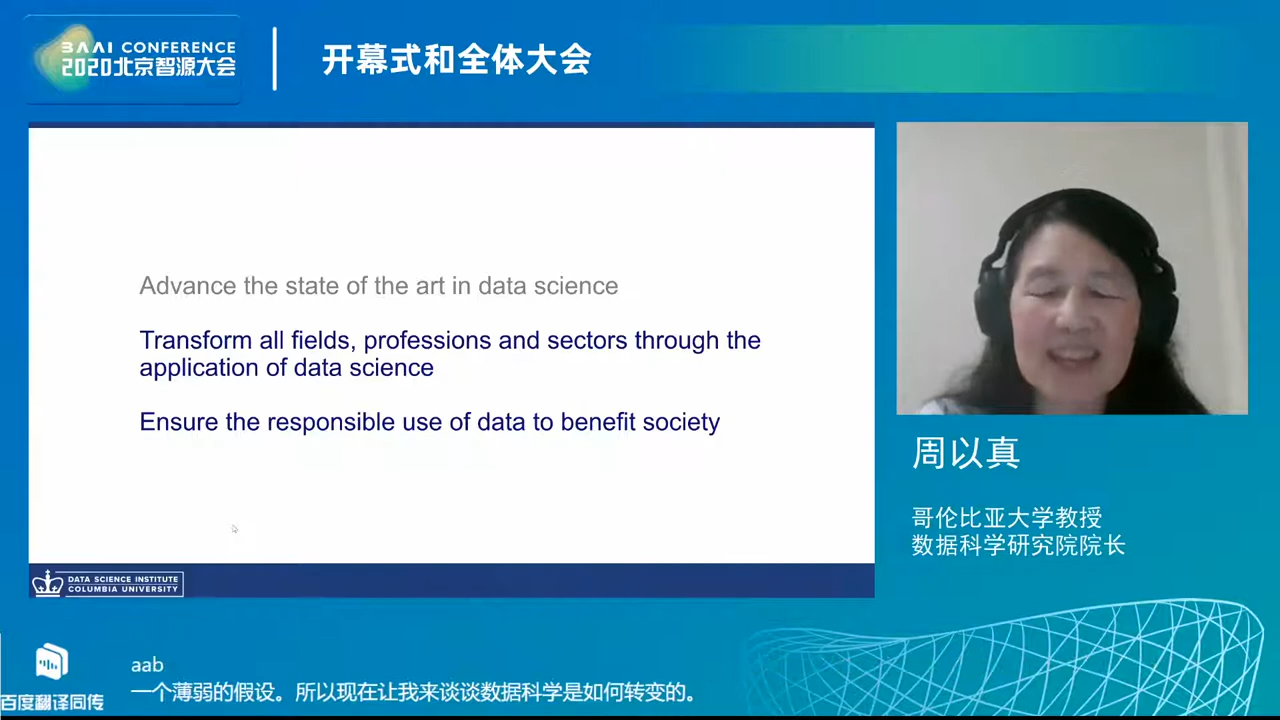 BAAI CONFERENCE
2020北京智源大会
开幕式和全体大会
Advance the state of the art in data science
Transform all fields, professions and sectors through the
application of data science
Ensure the responsible use of data to benefit society
DATA SCIENCE INSTITUTE
COLUMBIA UNIVERSITY
周以真
哥伦比亚大学教授
数据科学研究院院长
百度翻译同传
aab
一个薄弱的假设。所以现在让我来谈谈数据科学是如何转变的。